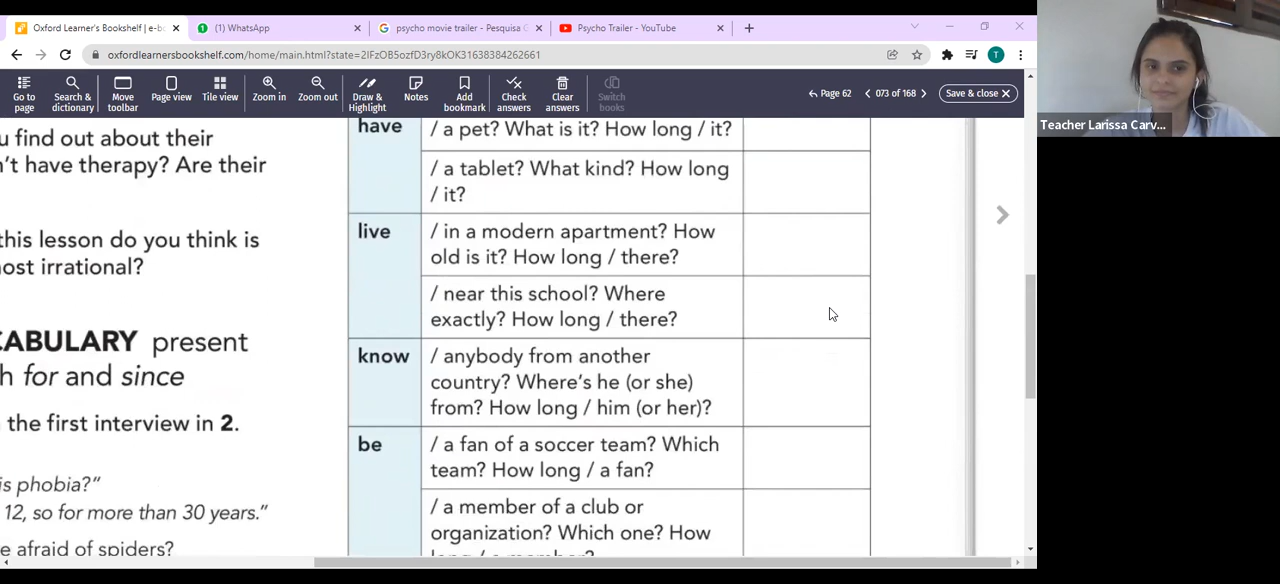 Oxford Learner's Bookshelf | e-bo
(1) WhatsApp
psycho movie trailer - Pesquisa G
Psycho Trailer - YouTube
oxfordlearnersbookshelf.com/home/main.html?state=2IFzOB5ozfD3ry8kOK31638384262661
T
Go to page
Search & dictionary
Move toolbar
Page view
Tile view
Zoom in
Zoom out
Draw & Highlight
Notes
Add bookmark
Check answers
Clear answers
Switch books
Page 62
073 of 168
Save & close
Teacher Larissa Carv...
u find out about their
n't have therapy? Are their
this lesson do you think is
ost irrational?
CABULARY present
h for and since
the first interview in 2.
is phobia?"
12, so for more than 30 years."
e afraid of spiders?
have
/ a pet? What is it? How long / it?
/ a tablet? What kind? How long
/ it?
live
/ in a modern apartment? How
old is it? How long / there?
/ near this school? Where
exactly? How long / there?
know
/ anybody from another
country? Where's he (or she)
from? How long / him (or her)?
be
/ a fan of a soccer team? Which
team? How long / a fan?
/ a member of a club or
organization? Which one? How
long / a member?